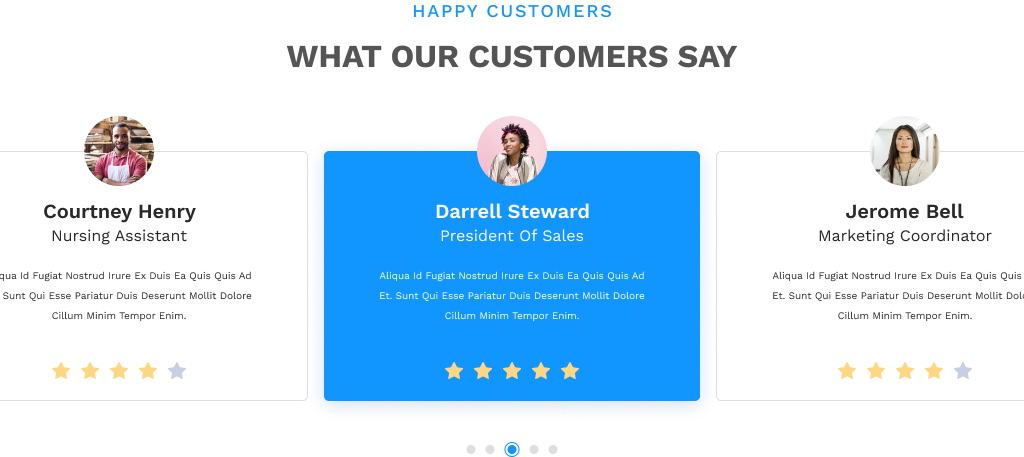 HAPPY CUSTOMERS
WHAT OUR CUSTOMERS SAY
Courtney Henry
Nursing Assistant
Id Fugiat Nostrud Irure Ex Duis Ea Quis Quis Ad
Sunt Qui Esse Pariatur Duis Deserunt Mollit Dolore
Cillum Minim Tempor Enim.
Darrell Steward
President Of Sales
Aliqua Id Fugiat Nostrud Irure Ex Duis Ea Quis Quis Ad
Et. Sunt Qui Esse Pariatur Duis Deserunt Mollit Dolore
Cillum Minim Tempor Enim.
Jerome Bell
Marketing Coordinator
Aliqua Id Fugiat Nostrud Irure Ex Duis Ea Quis Quis
Et. Sunt Qui Esse Pariatur Duis Deserunt Mollit
Cillum Minim Tempor Enim.